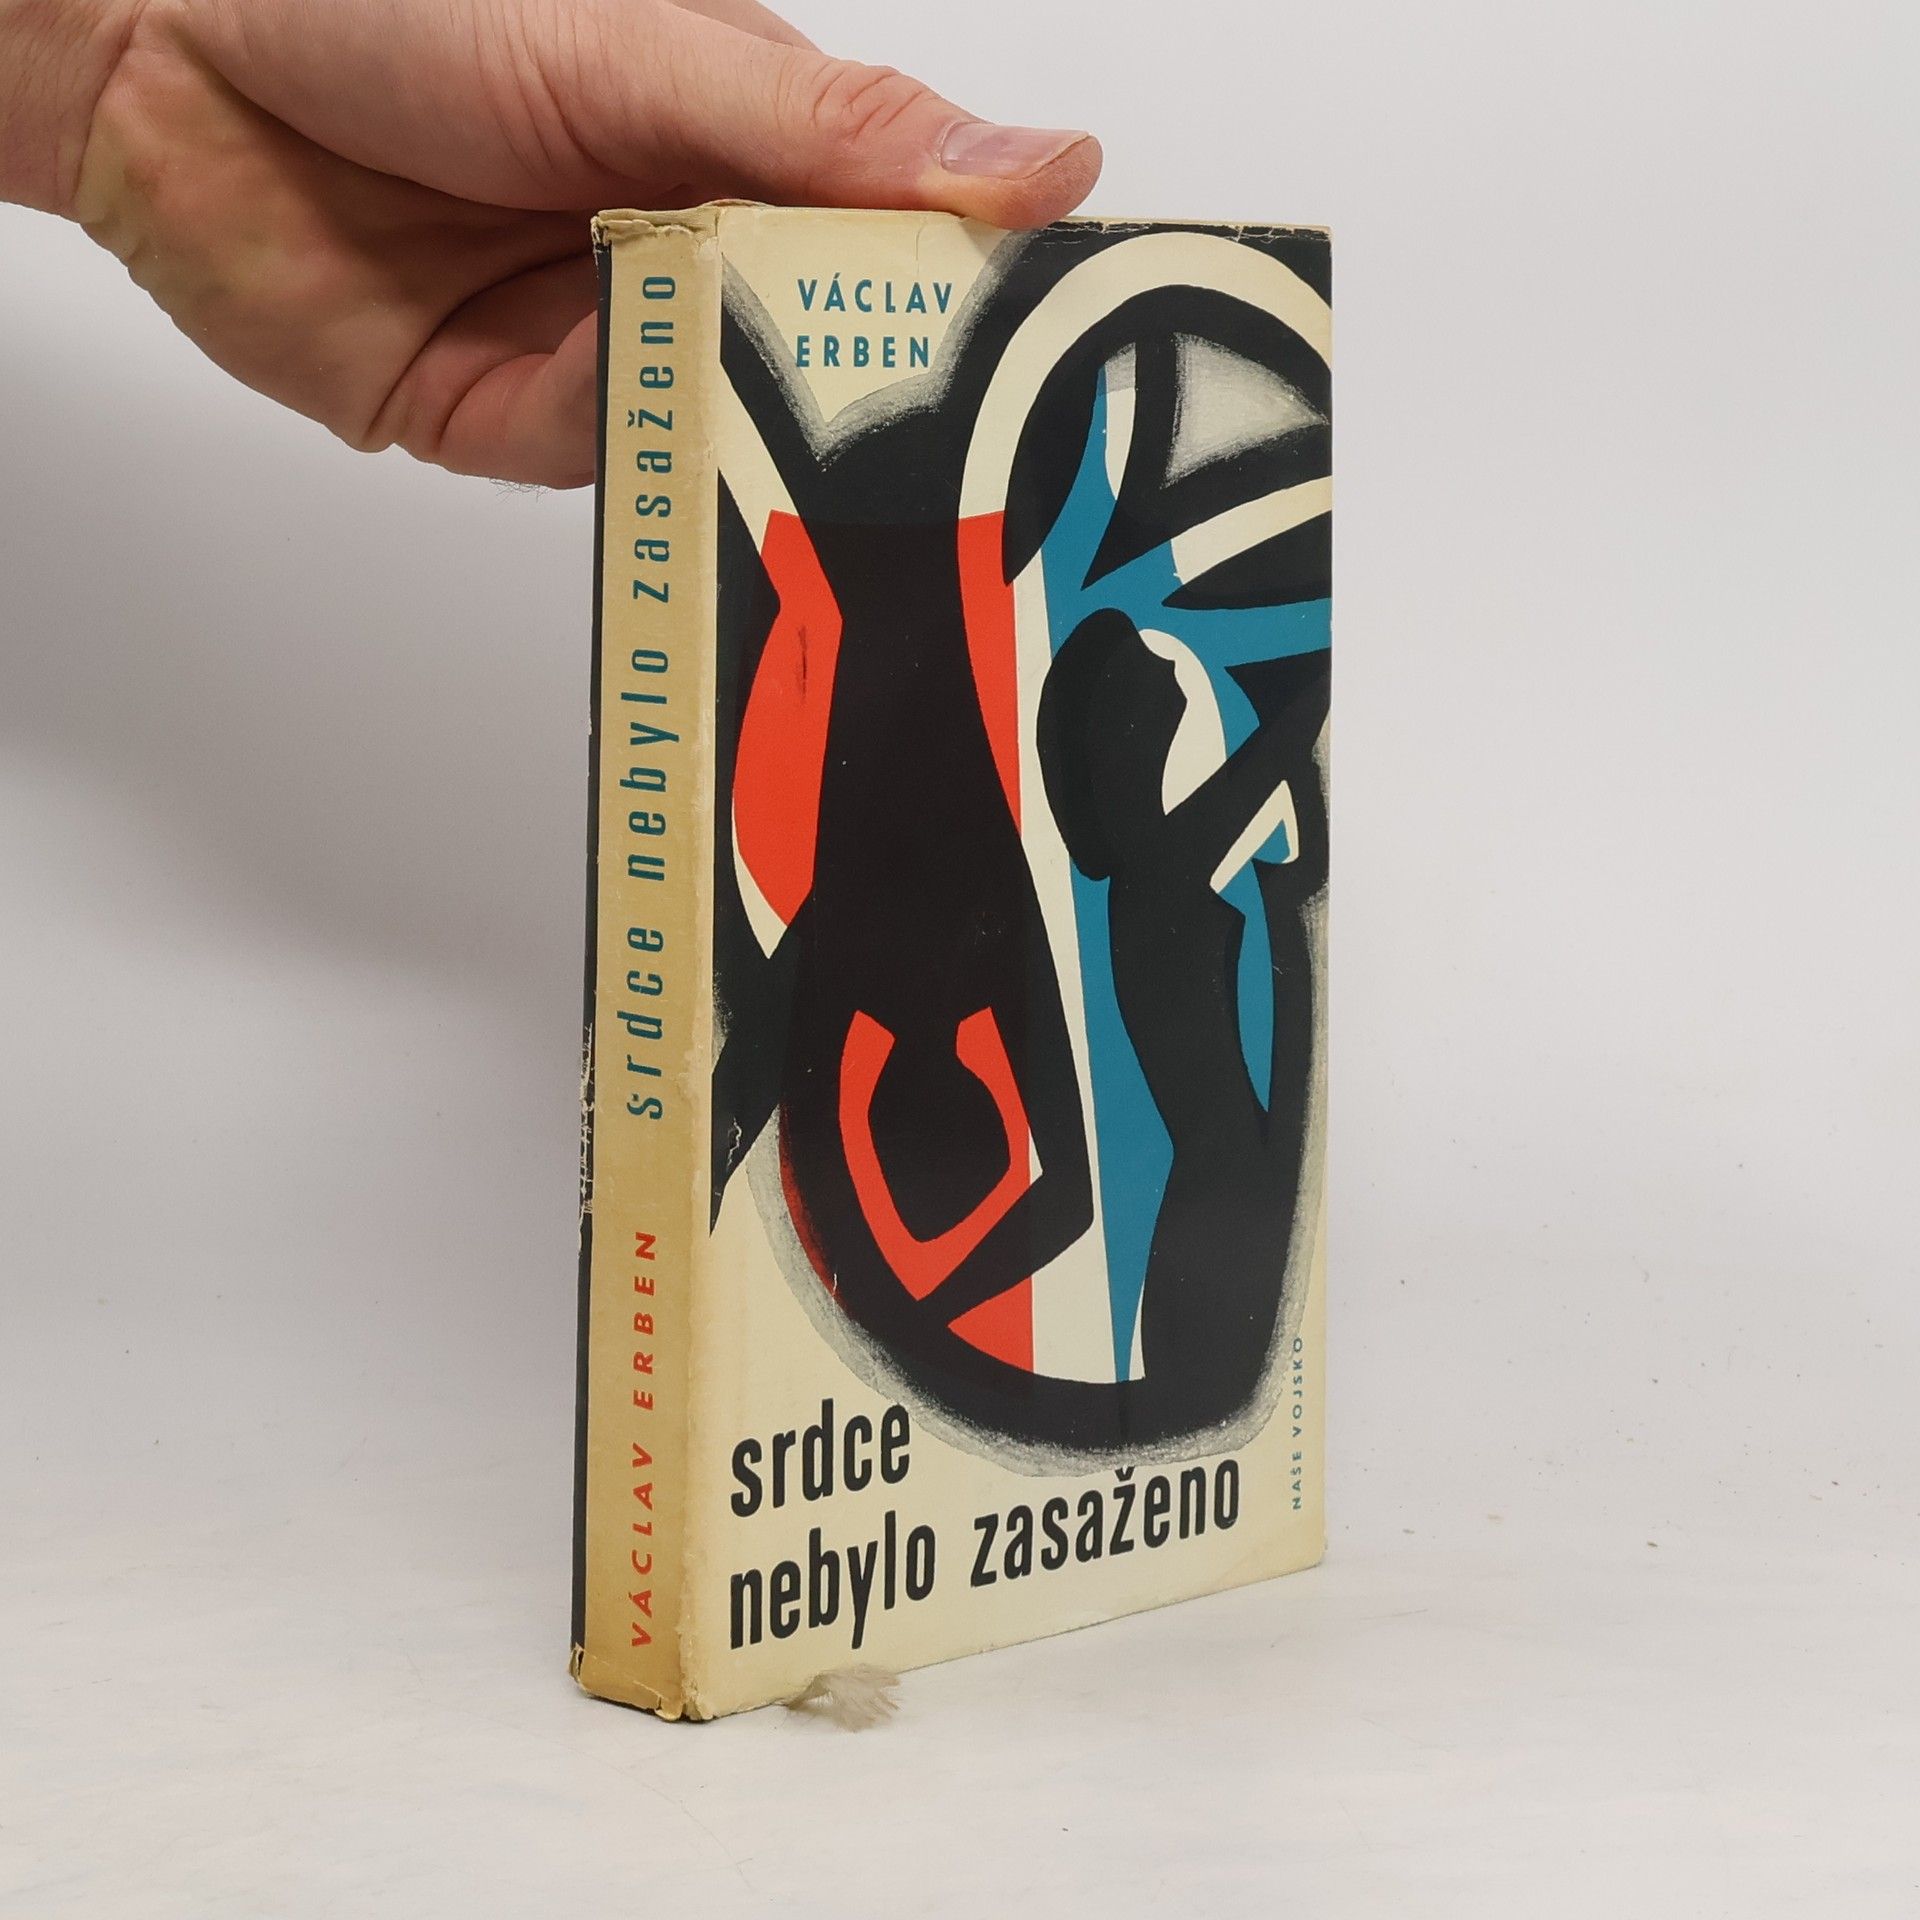 VÁCLAV ERBEN srdce nebylo zasaženo
VÁCLAV
ERBEN
srdce
nebylo zasaženo
NAŠE VOJSKO